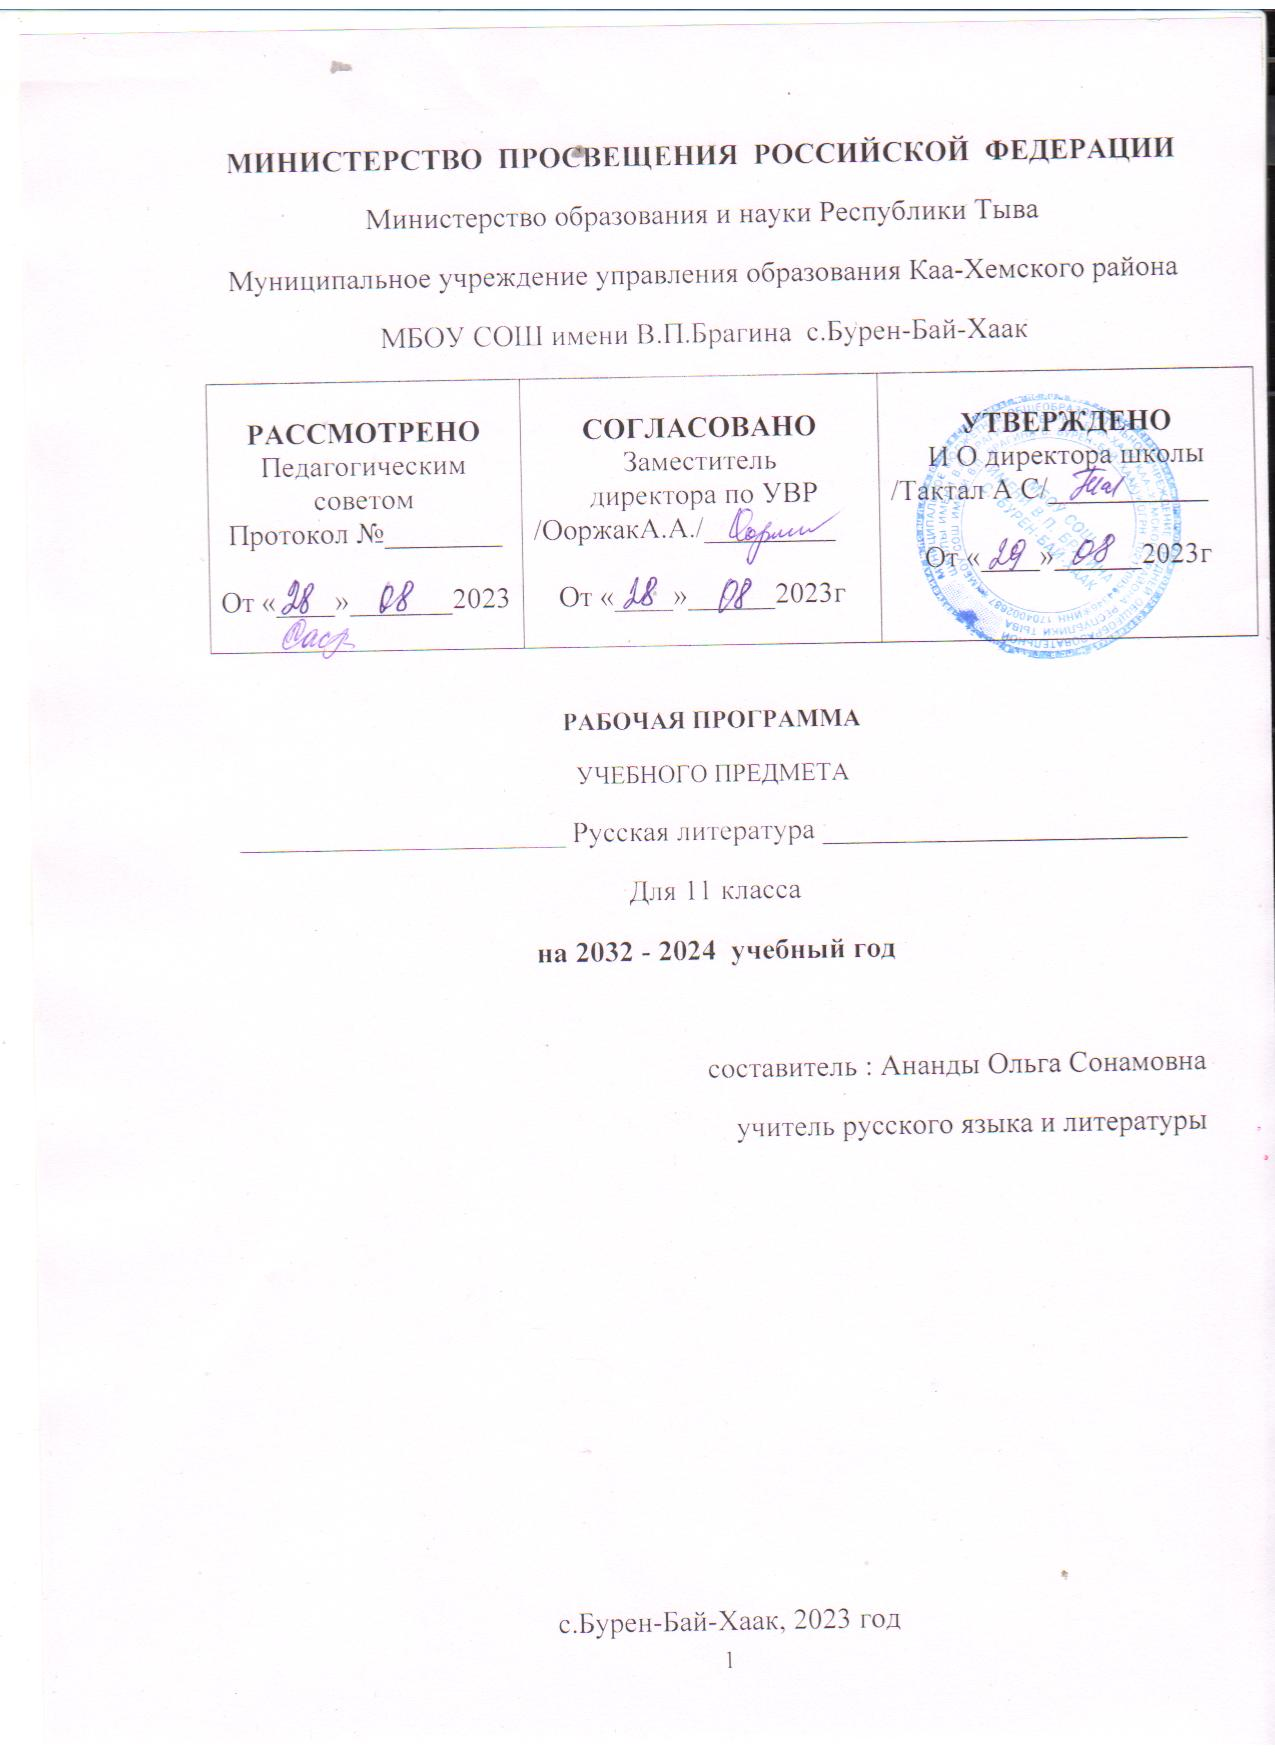 МИНИСТЕРСТВО ПРОСВЕЩЕНИЯ РОССИЙСКОЙ ФЕДЕРАЦИИ
Министерство образования и науки Республики Тыва
Муниципальное учреждение управления образования Каа-Хемского района
МБОУ СОШ имени В.П.Брагина с.Бурен-Бай-Хаак
РАССМОТРЕНО
Педагогическим
советом
Протокол №________
От «28» 08 2023
СОГЛАСОВАНО
Заместитель
директора по УВР
/ООржакА.А./
От «28» 08 2023г
УТВЕРЖДЕНО
И О директора школы
/Тактал А С/
От «29» 08 2023г
РАБОЧАЯ ПРОГРАММА
УЧЕБНОГО ПРЕДМЕТА
Русская литература
Для 11 класса
на 2032 - 2024 учебный год
составитель : Ананды Ольга Сонамовна
учитель русского языка и литературы
с.Бурен-Бай-Хаак, 2023 год
1